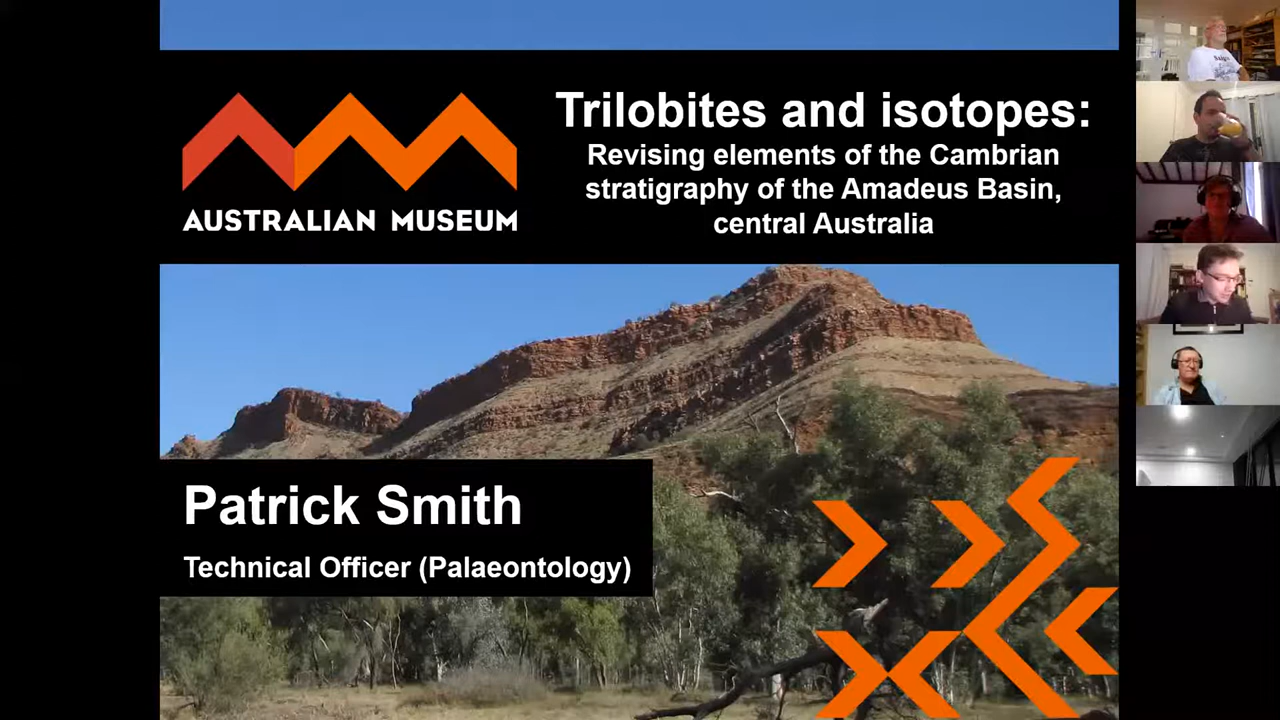 Trilobites and isotopes:
Revising elements of the Cambrian
stratigraphy of the Amadeus Basin,
central Australia
AUSTRALIAN MUSEUM
Patrick Smith
Technical Officer (Palaeontology)